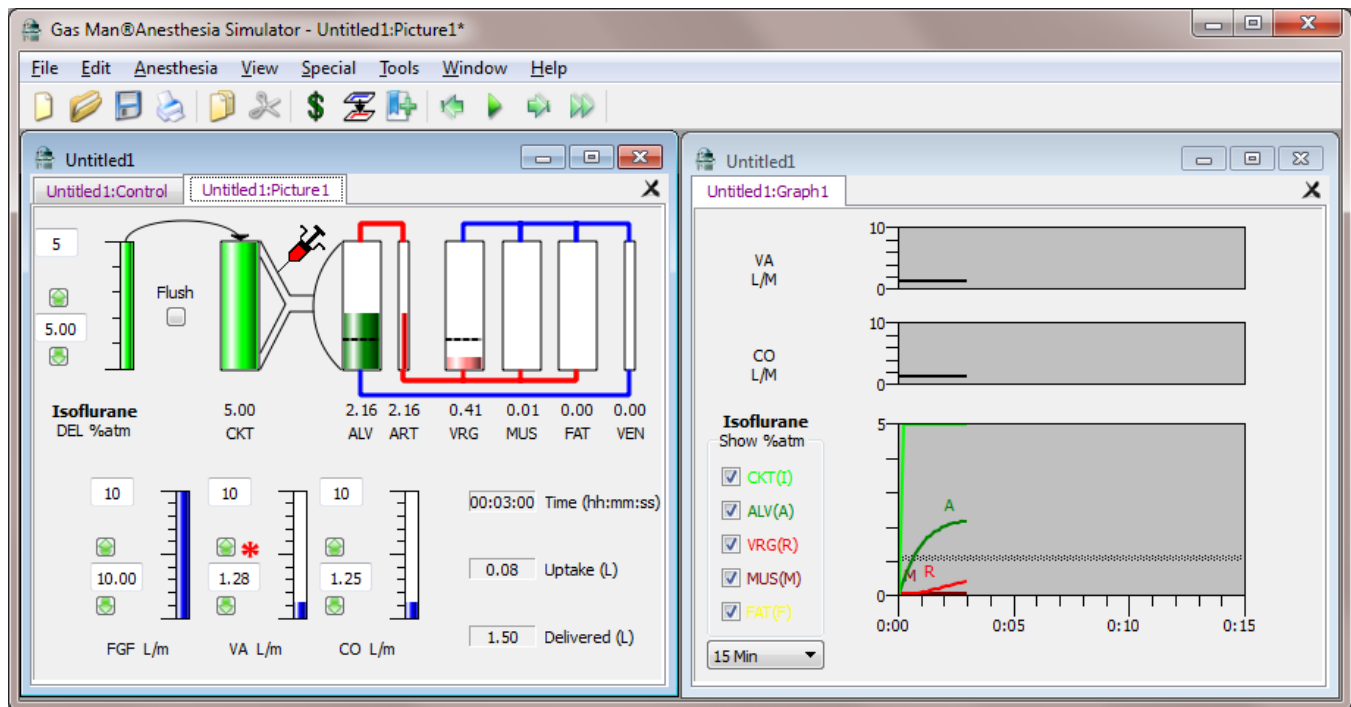 Gas Man®Anesthesia Simulator - Untitled1:Picture1*
File Edit Anesthesia View Special Tools Window Help
$
Untitled1
Untitled1:Control Untitled1:Picture1
5
5.00
Flush
Isoflurane
DEL %atm
5.00 2.16 2.16 0.41 0.01 0.00 0.00
CKT ALV ART VRG MUS FAT VEN
10 10 10
00:03:00 Time (hh:mm:ss)
10.00 1.28 * 1.25
0.08 Uptake (L)
1.50 Delivered (L)
FGF L/m VA L/m CO L/m
Untitled1
Untitled1:Graph1
10
VA
L/M
0
10
CO
L/M
0
Isoflurane
Show %atm
CKT(I)
ALV(A)
VRG(R)
MUS(M)
FAT(F)
15 Min
5
A
M R
0
0:00 0:05 0:10 0:15